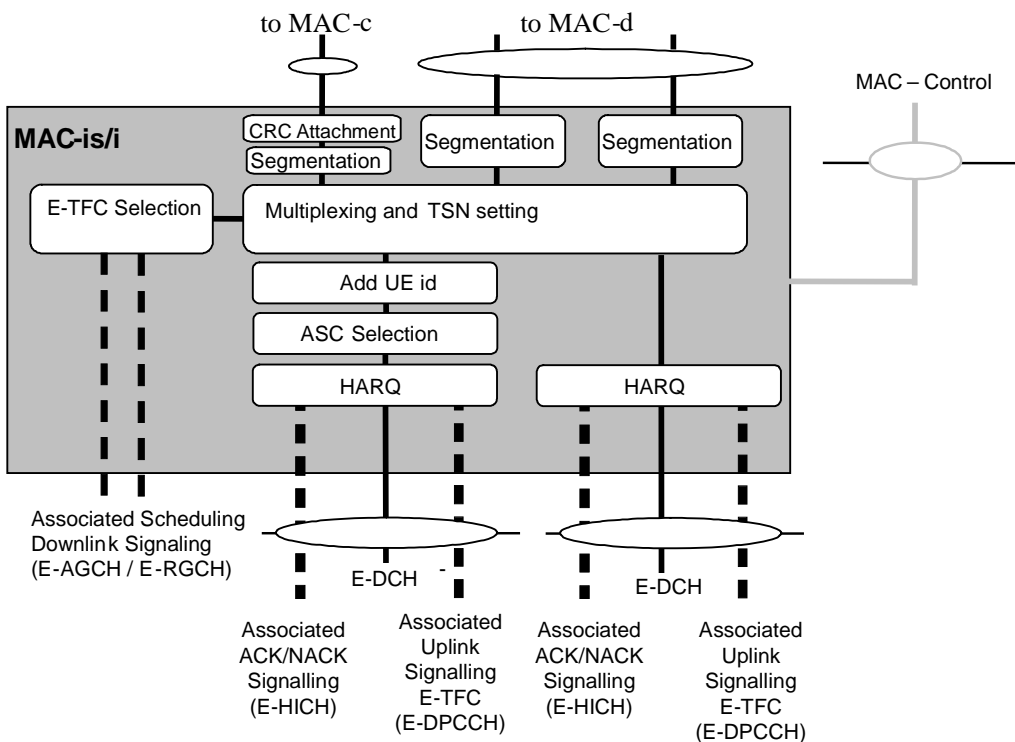 to MAC-c
to MAC-d
MAC – Control
MAC-is/i
CRC Attachment
Segmentation
Segmentation
Segmentation
E-TFC Selection
Multiplexing and TSN setting
Add UE id
ASC Selection
HARQ
HARQ
Associated Scheduling
Downlink Signaling
(E-AGCH / E-RGCH)
E-DCH
-
E-DCH
Associated
ACK/NACK
Signalling
(E-HICH)
Associated
Uplink
Signalling
E-TFC
(E-DPCCH)
Associated
ACK/NACK
Signalling
(E-HICH)
Associated
Uplink
Signalling
E-TFC
(E-DPCCH)